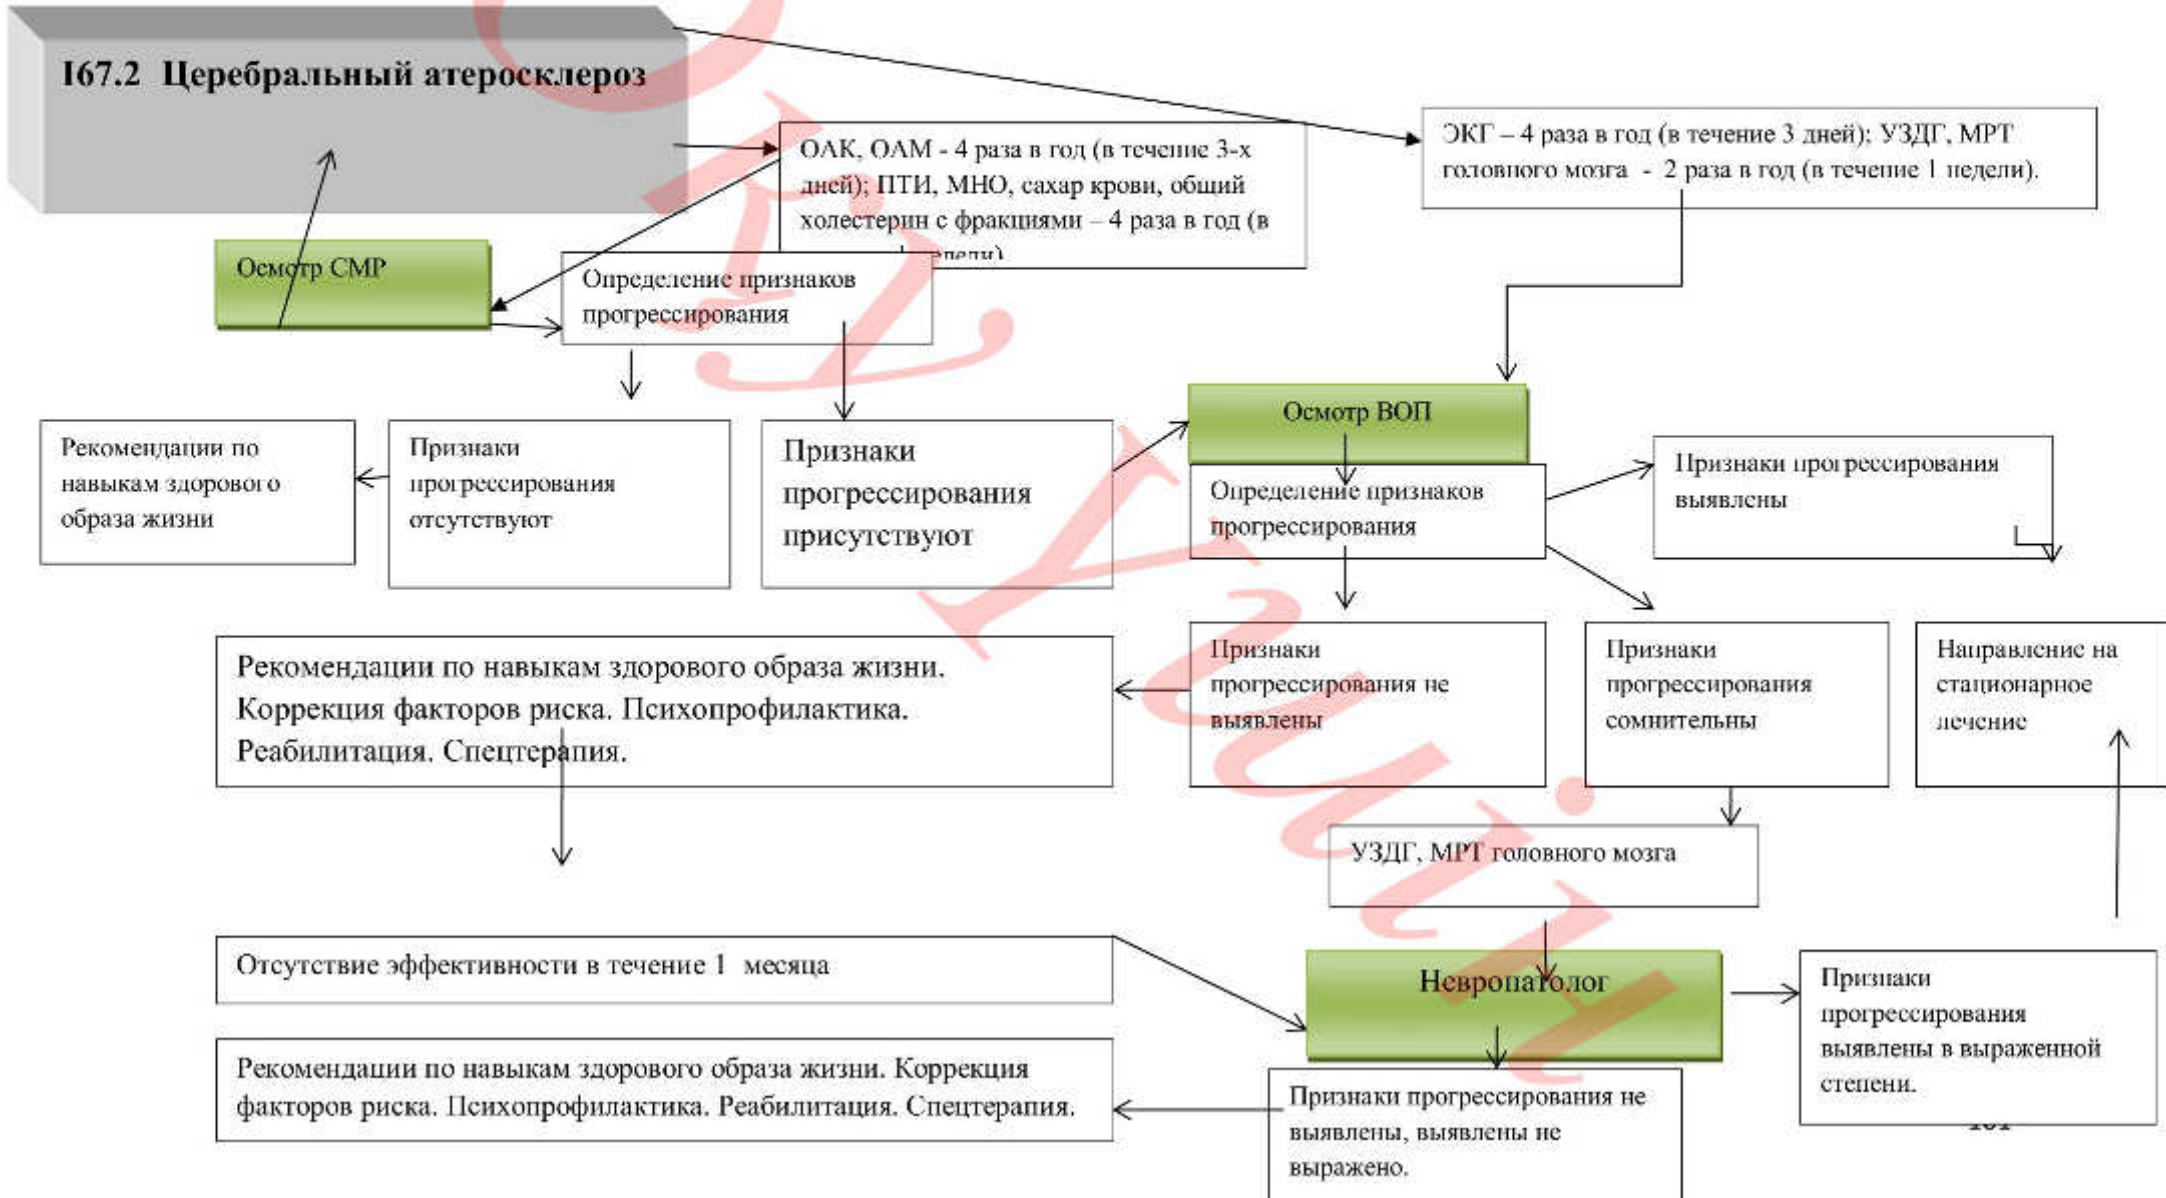 I67.2 Церебральный атеросклероз
ЭКГ – 4 раза в год (в течение 3 дней); УЗДГ, МРТ
головного мозга - 2 раза в год (в течение 1 недели).
ОАК, ОАМ - 4 раза в год (в течение 3-х
дней); ПТИ, МНО, сахар крови, общий
холестерин с фракциями – 4 раза в год (в
Осмотр СМР
Определение признаков
прогрессирования
Рекомендации по
навыкам здорового
образа жизни
Признаки
прогрессирования
отсутствуют
Признаки
прогрессирования
присутствуют
Осмотр ВОП
Определение признаков
прогрессирования
Признаки прогрессирования
выявлены
Рекомендации по навыкам здорового образа жизни.
Коррекция факторов риска. Психопрофилактика.
Реабилитация. Спецтерапия.
Признаки
прогрессирования не
выявлены
Признаки
прогрессирования
сомнительны
Направление на
стационарное
лечение
УЗДГ, МРТ головного мозга
Отсутствие эффективности в течение 1 месяца
Невропатолог
Признаки
прогрессирования
выявлены в выраженной
степени.
Рекомендации по навыкам здорового образа жизни. Коррекция
факторов риска. Психопрофилактика. Реабилитация. Спецтерапия.
Признаки прогрессирования не
выявлены, выявлены не
выражено.